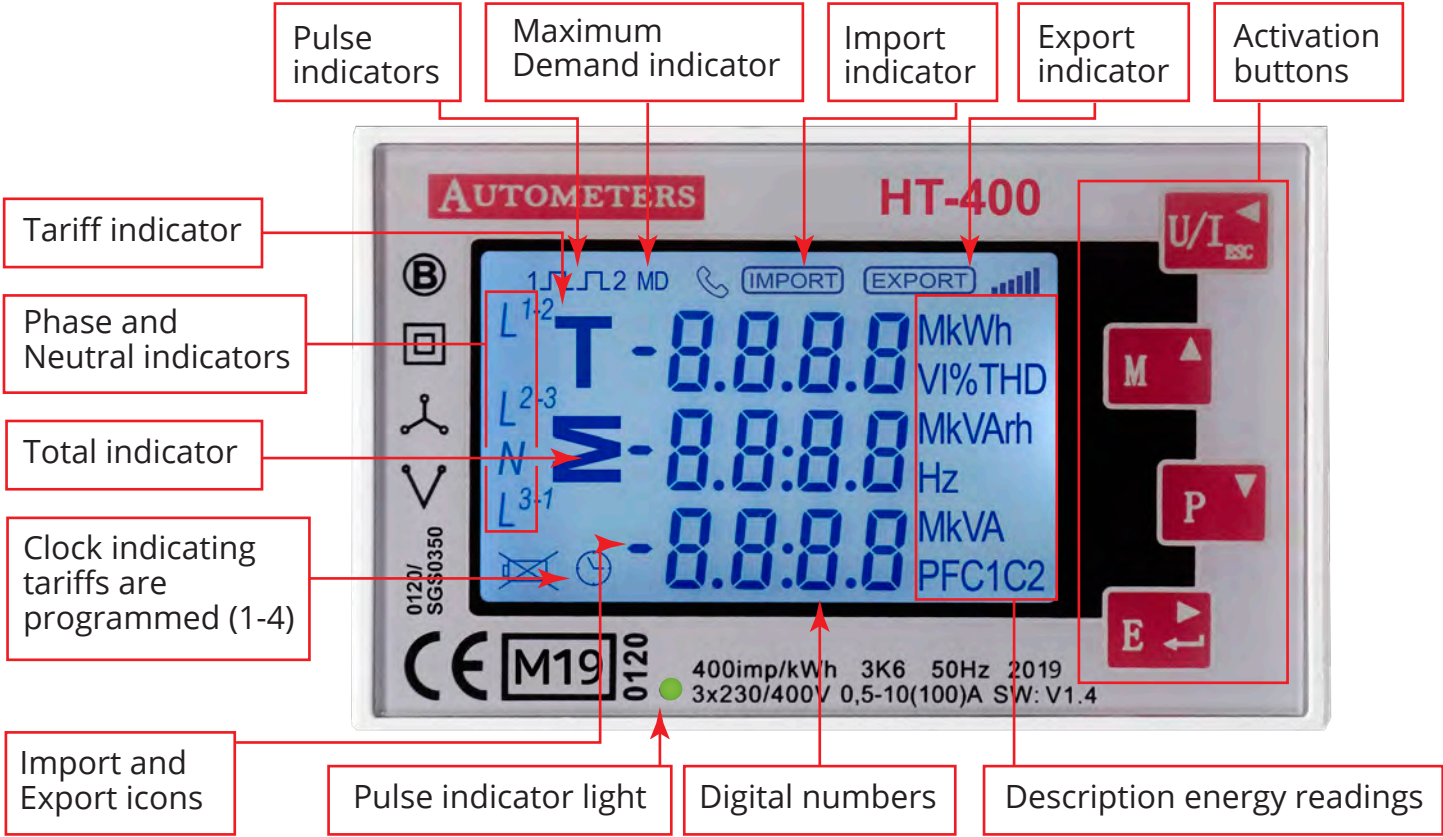 Pulse
indicators
Maximum
Demand indicator
Import
indicator
Export
indicator
Activation
buttons
Tariff indicator
Phase and
Neutral indicators
Total indicator
Clock indicating
tariffs are
programmed (1-4)
Import and
Export icons
Pulse indicator light
Digital numbers
Description energy readings
AUTOMETERS
HT-400
B
0120/
SGS0350
1 2 MD IMPORT EXPORT
L1-2
T
-8.8.8.8
MkWh
VI%THD
L2-3
N
Σ
-8.8:8.8
MkVArh
Hz
L3-1
-8.8:8.8
MkVA
PFC1C2
U/I ESC
M
P
E
CE M19 0120
400imp/kWh 3K6 50Hz 2019
3x230/400V 0,5-10(100)A SW: V1.4